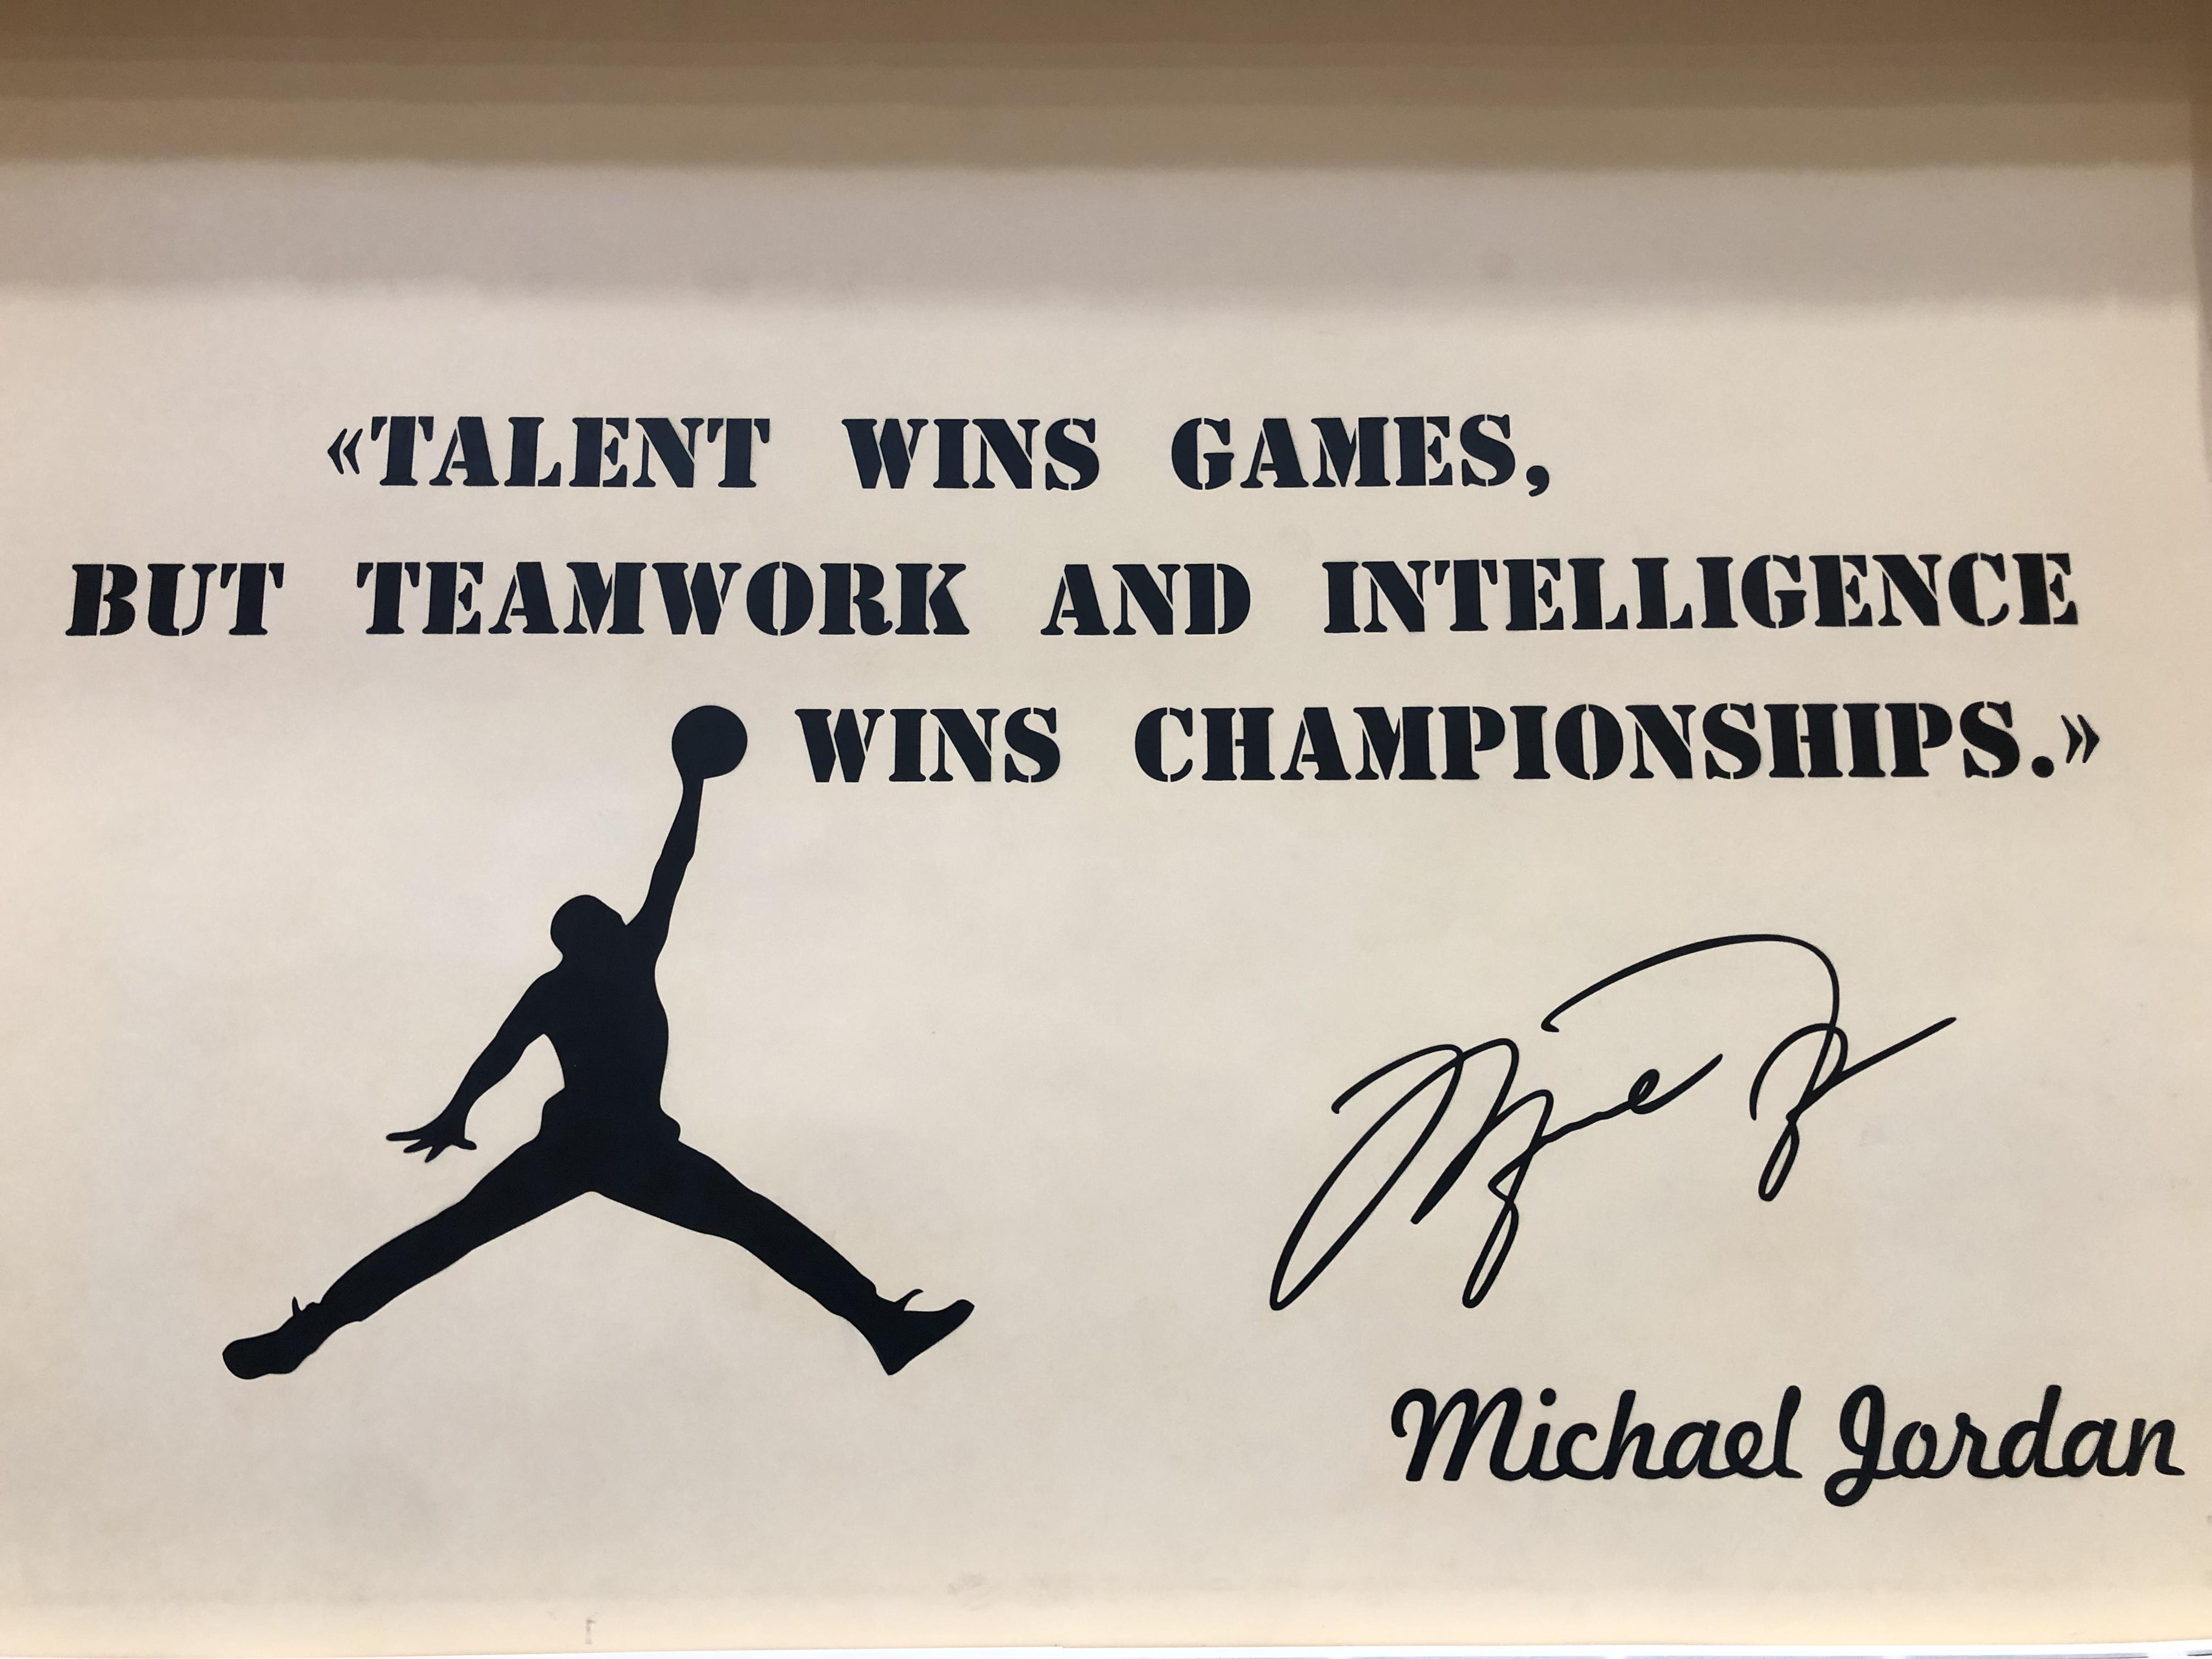 «TALENT WINS GAMES,
BUT TEAMWORK AND INTELLIGENCE
WINS CHAMPIONSHIPS.»
Michael Jordan